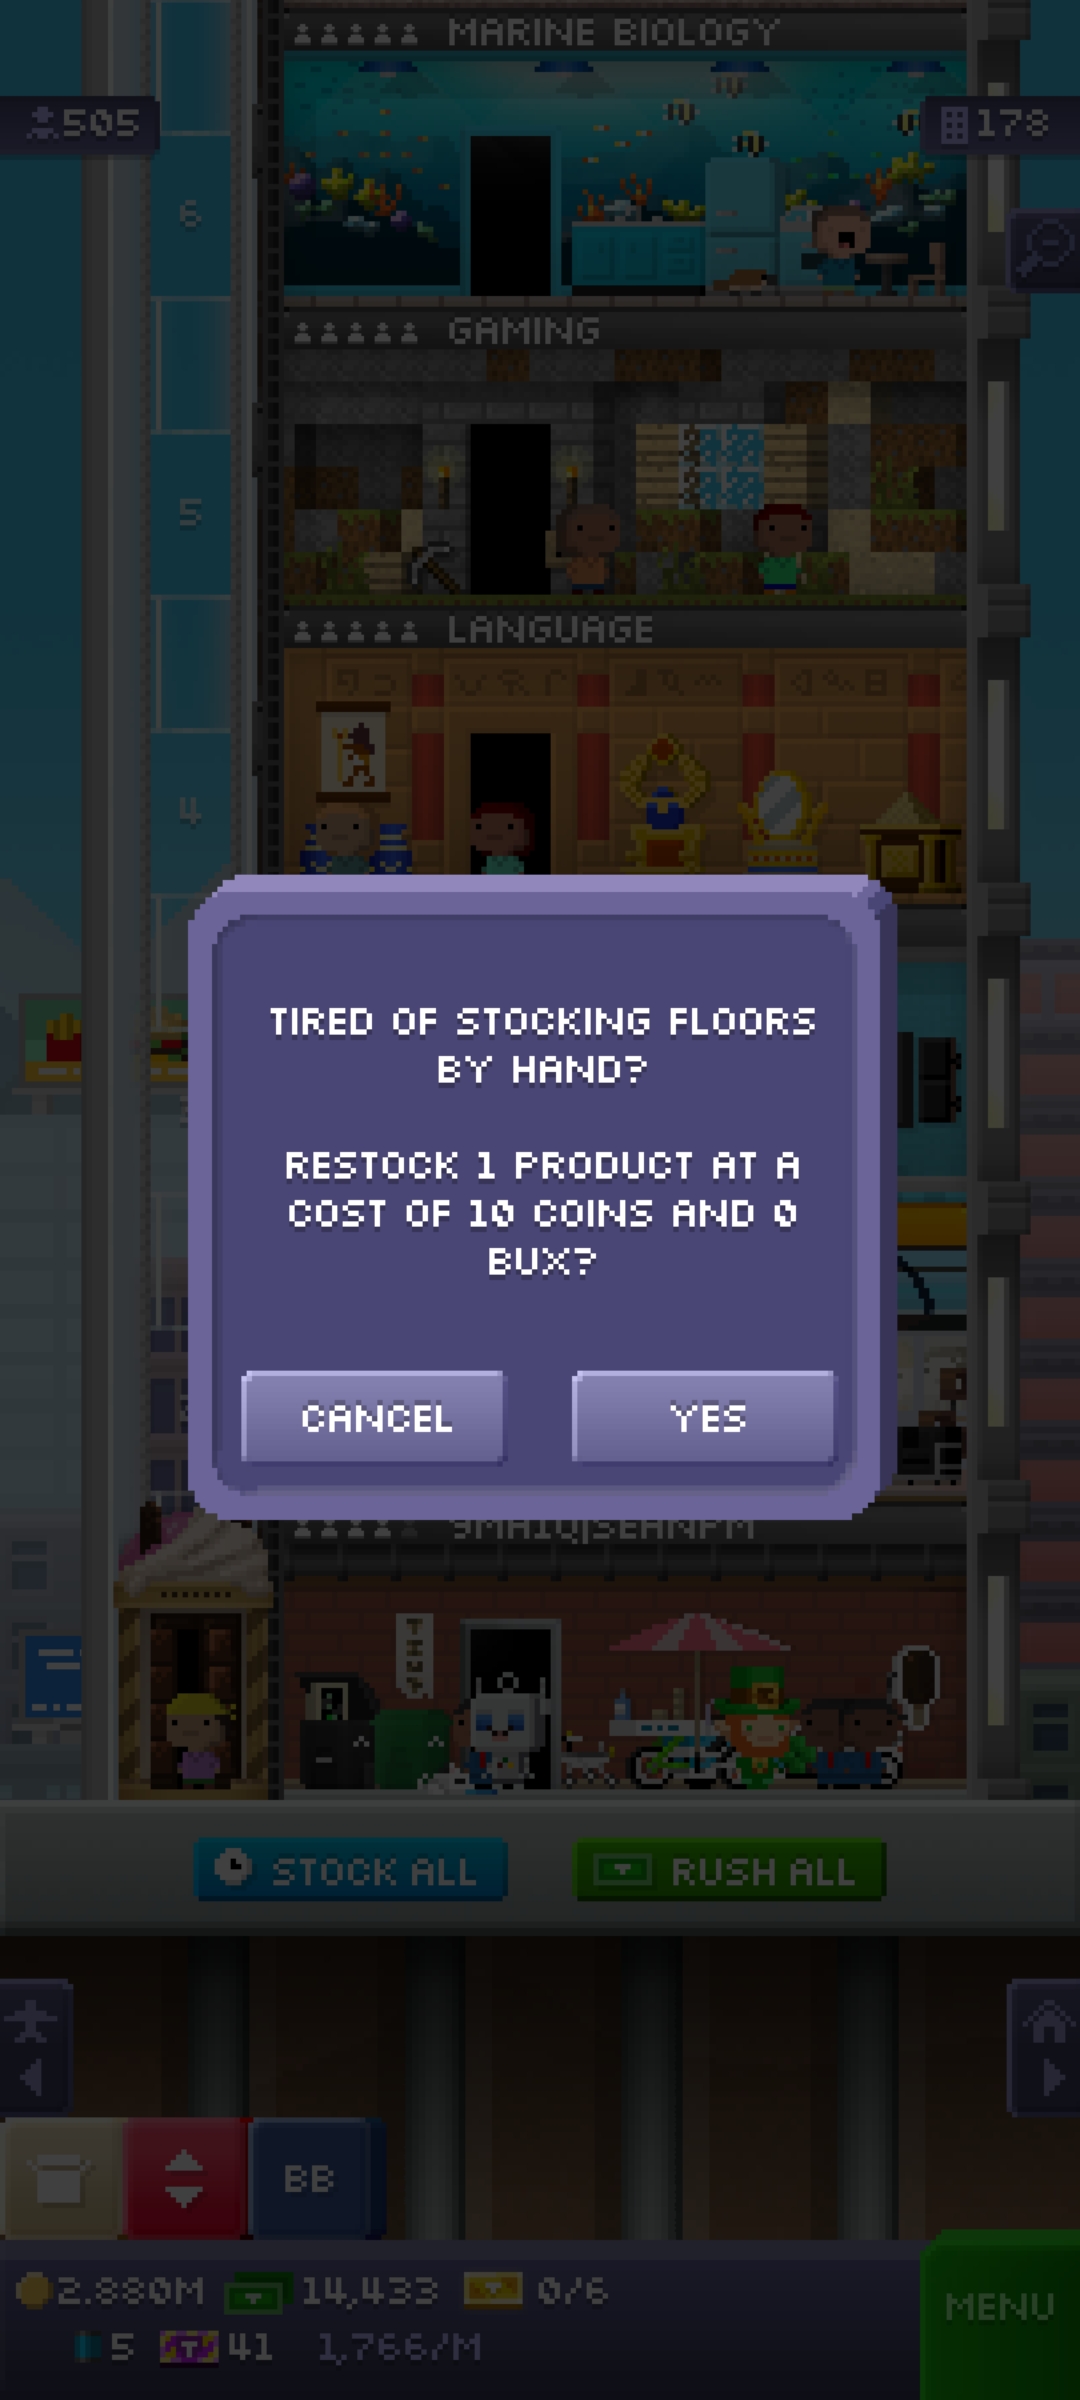 MARINE BIOLOGY
505
178
6
GAMING
5
LANGUAGE
4
TIRED OF STOCKING FLOORS
BY HAND?
RESTOCK 1 PRODUCT AT A
COST OF 10 COINS AND 0
BUX?
CANCEL
YES
STOCK ALL
RUSH ALL
BB
2.880M
14,433
0/6
MENU
5
T
41
1,766/M